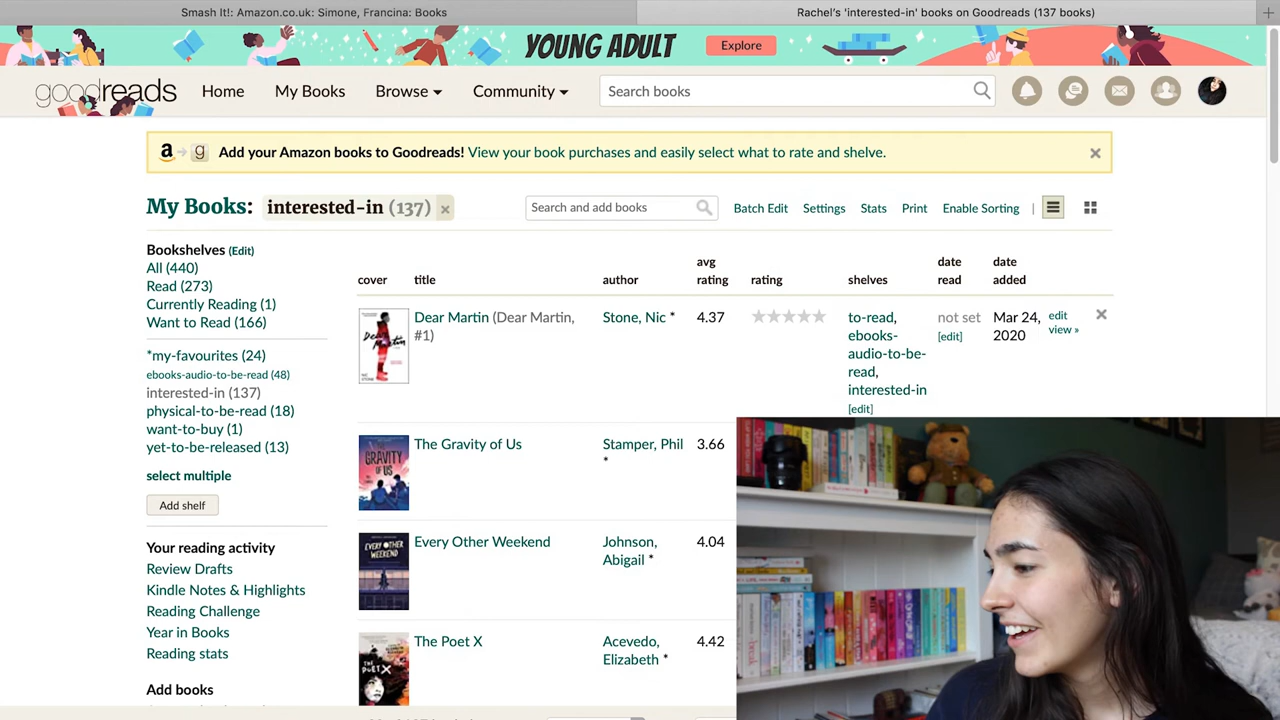 Smash It!: Amazon.co.uk: Simone, Francina: Books
Rachel's 'interested-in' books on Goodreads (137 books)
YOUNG ADULT
Explore
goodreads
Home
My Books
Browse
Community
Search books
a
g
Add your Amazon books to Goodreads! View your book purchases and easily select what to rate and shelve.
My Books: interested-in (137)
Search and add books
Batch Edit
Settings
Stats
Print
Enable Sorting
Bookshelves (Edit)
All (440)
Read (273)
Currently Reading (1)
Want to Read (166)
*my-favourites (24)
ebooks-audio-to-be-read (48)
interested-in (137)
physical-to-be-read (18)
want-to-buy (1)
yet-to-be-released (13)
select multiple
Add shelf
Your reading activity
Review Drafts
Kindle Notes & Highlights
Reading Challenge
Year in Books
Reading stats
Add books
cover
title
author
avg
rating
rating
shelves
date
read
date
added
Dear Martin (Dear Martin,
#1)
Stone, Nic *
4.37
to-read,
ebooks-
audio-to-be-
read,
interested-in
[edit]
not set
[edit]
Mar 24,
2020
edit
view »
The Gravity of Us
Stamper, Phil
*
3.66
GRAVITY
OF US
Every Other Weekend
Johnson,
Abigail *
4.04
EVERY OTHER
WEEKEND
The Poet X
Acevedo,
Elizabeth *
4.42
THE
POET X